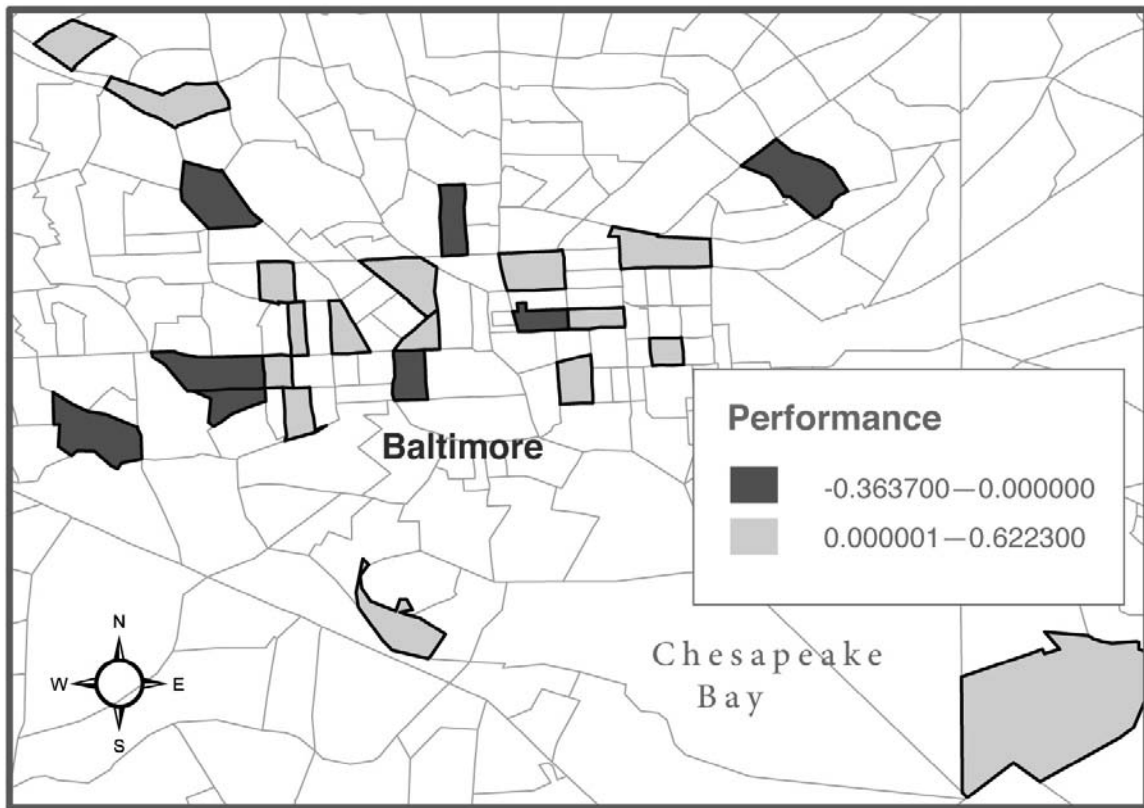 Baltimore
Performance
-0.363700—0.000000
0.000001—0.622300
N
W
E
S
Chesapeake
Bay